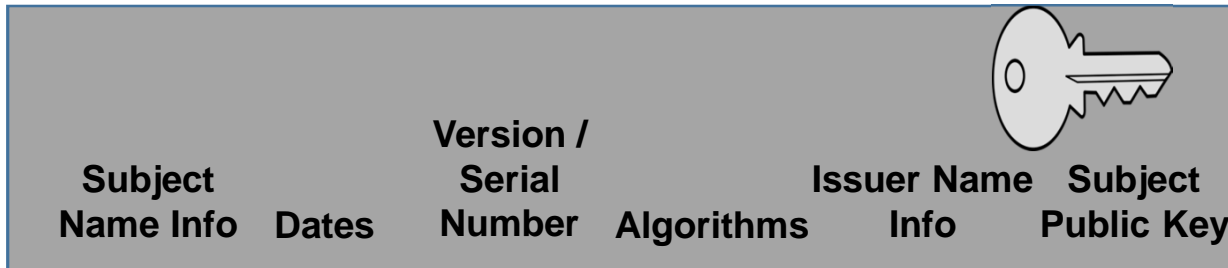 Subject
Name Info
Dates
Version /
Serial
Number
Algorithms
Issuer Name
Info
Subject
Public Key